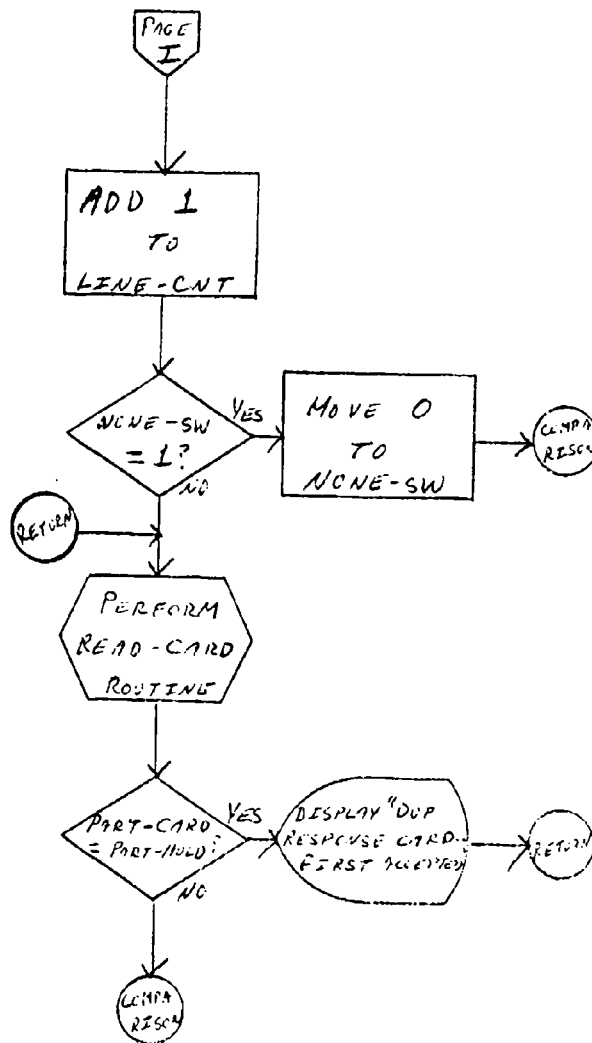 PAGE
I
ADD 1
TO
LINE-CNT
NONE-SW
= 1?
YES
NO
MOVE 0
TO
NONE-SW
COMPA
RISON
RETURN
PERFORM
READ-CARD
ROUTINE
PART-CARD
= PART-HOLD?
YES
NO
DISPLAY "DUP
RESPONSE CARD-
FIRST ACCEPTED
RETURN
COMPA
RISON